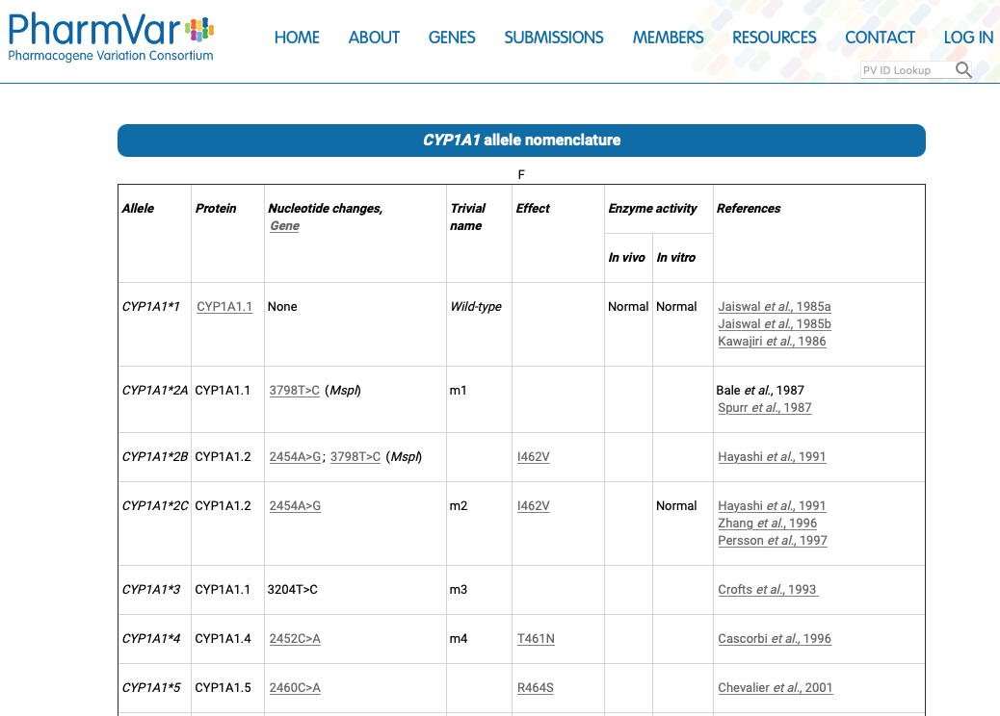 PharmVar
Pharmacogene Variation Consortium
HOME ABOUT GENES SUBMISSIONS MEMBERS RESOURCES CONTACT LOG IN
PV ID Lookup
CYP1A1 allele nomenclature
F
Allele Protein Nucleotide changes, Trivial Effect Enzyme activity References
Gene name
In vivo In vitro
CYP1A1*1 CYP1A1.1 None Wild-type Normal Normal Jaiswal et al., 1985a
Jaiswal et al., 1985b
Kawajiri et al., 1986
CYP1A1*2A CYP1A1.1 3798T>C (MspI) m1 Bale et al., 1987
Spurr et al., 1987
CYP1A1*2B CYP1A1.2 2454A>G; 3798T>C (MspI) I462V Hayashi et al., 1991
CYP1A1*2C CYP1A1.2 2454A>G m2 I462V Normal Hayashi et al., 1991
Zhang et al., 1996
Persson et al., 1997
CYP1A1*3 CYP1A1.1 3204T>C m3 Crofts et al., 1993
CYP1A1*4 CYP1A1.4 2452C>A m4 T461N Cascorbi et al., 1996
CYP1A1*5 CYP1A1.5 2460C>A R464S Chevalier et al., 2001